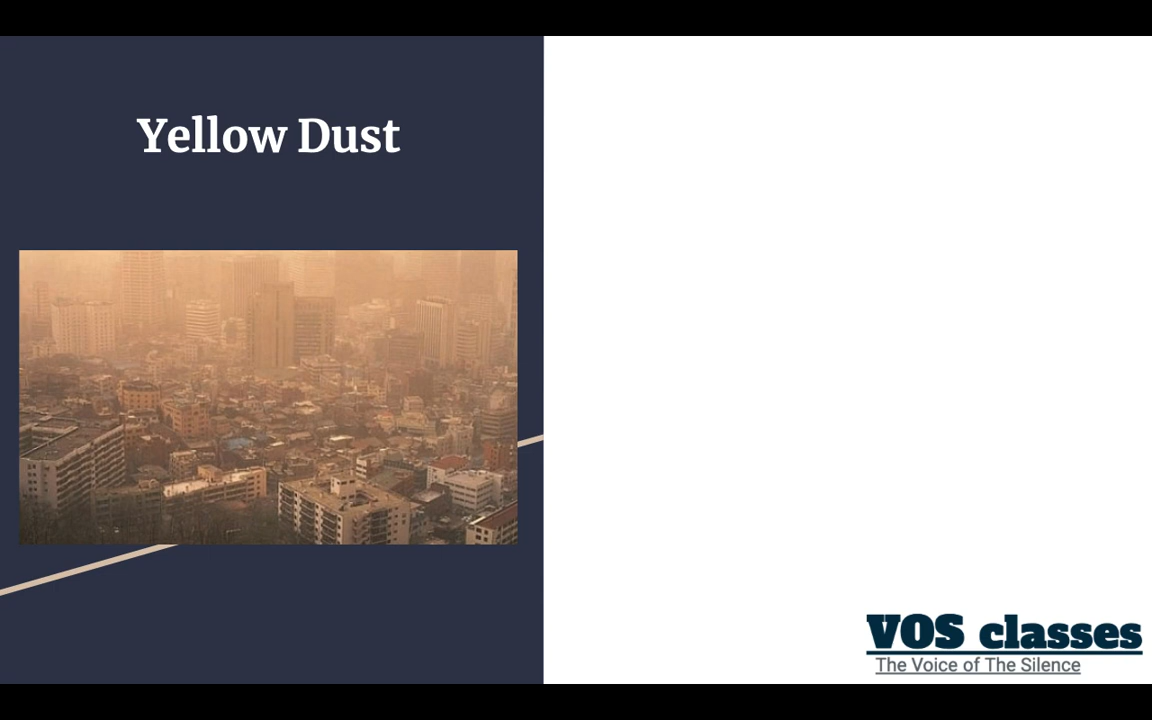 Yellow Dust
VOS classes
The Voice of The Silence